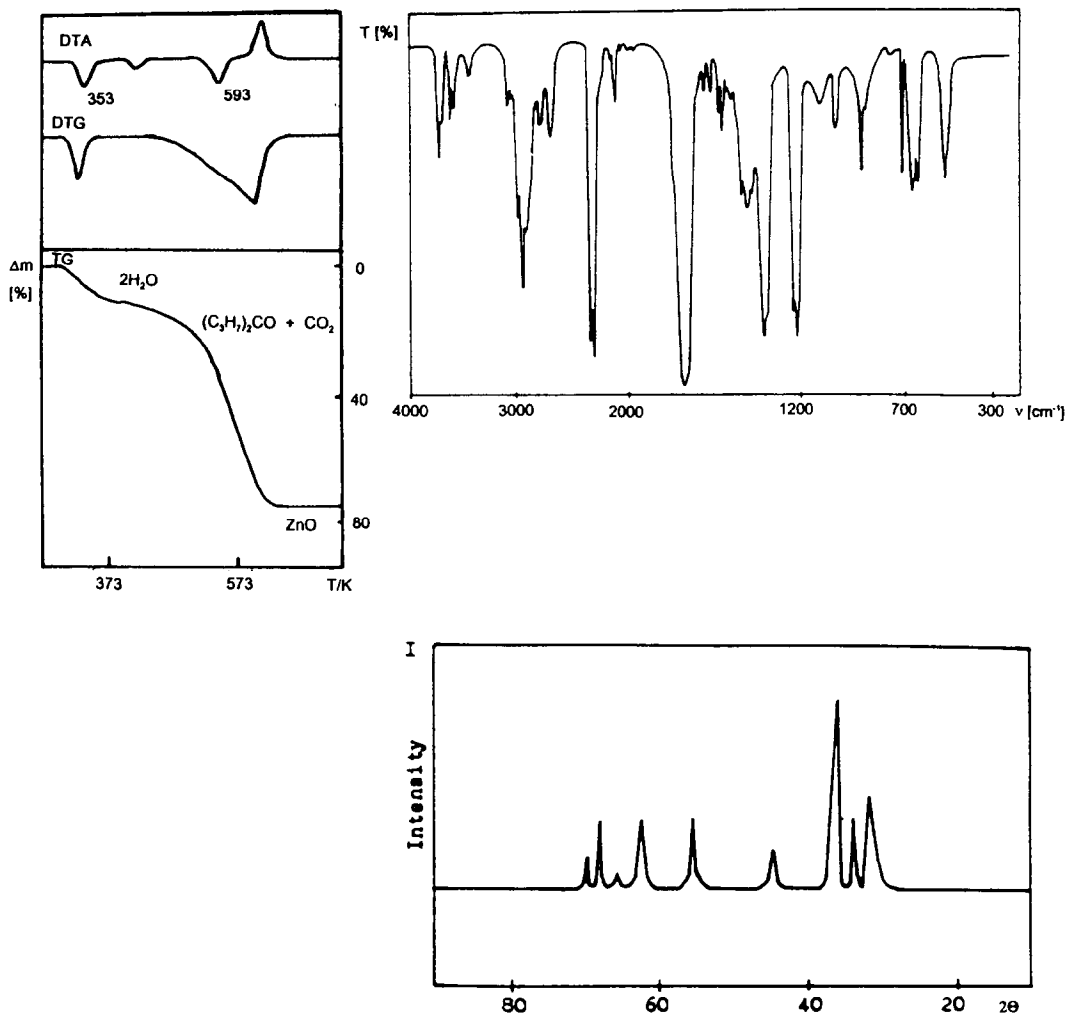 DTA
353
593
DTG
TG
Δm
[%]
0
2H₂O
(C₃H₇)₂CO + CO₂
40
ZnO
80
373
573
T/K
T [%]
4000
3000
2000
1200
700
300
ν [cm⁻¹]
I
Intensity
80
60
40
20
2θ